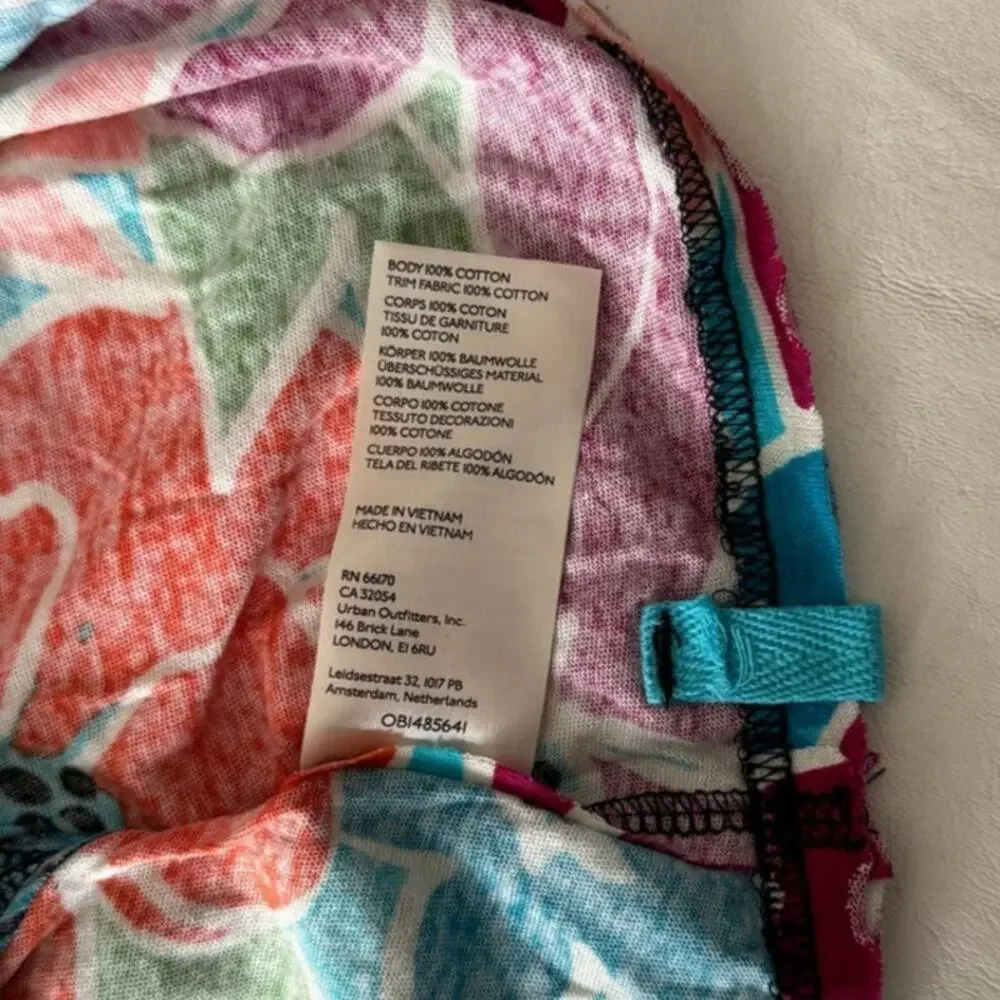 BODY 100% COTTON
TRIM FABRIC 100% COTTON
CORPS 100% COTON
TISSU DE GARNITURE
100% COTON
KÖRPER 100% BAUMWOLLE
ÜBERSCHÜSSIGES MATERIAL
100% BAUMWOLLE
CORPO 100% COTONE
TESSUTO DECORAZIONI
100% COTONE
CUERPO 100% ALGODÓN
TELA DEL RIBETE 100% ALGODÓN
MADE IN VIETNAM
HECHO EN VIETNAM
RN 66170
CA 32054
Urban Outfitters, Inc.
146 Brick Lane
LONDON, E1 6RU
Leidsestraat 32, 1017 PB
Amsterdam, Netherlands
OB1485641